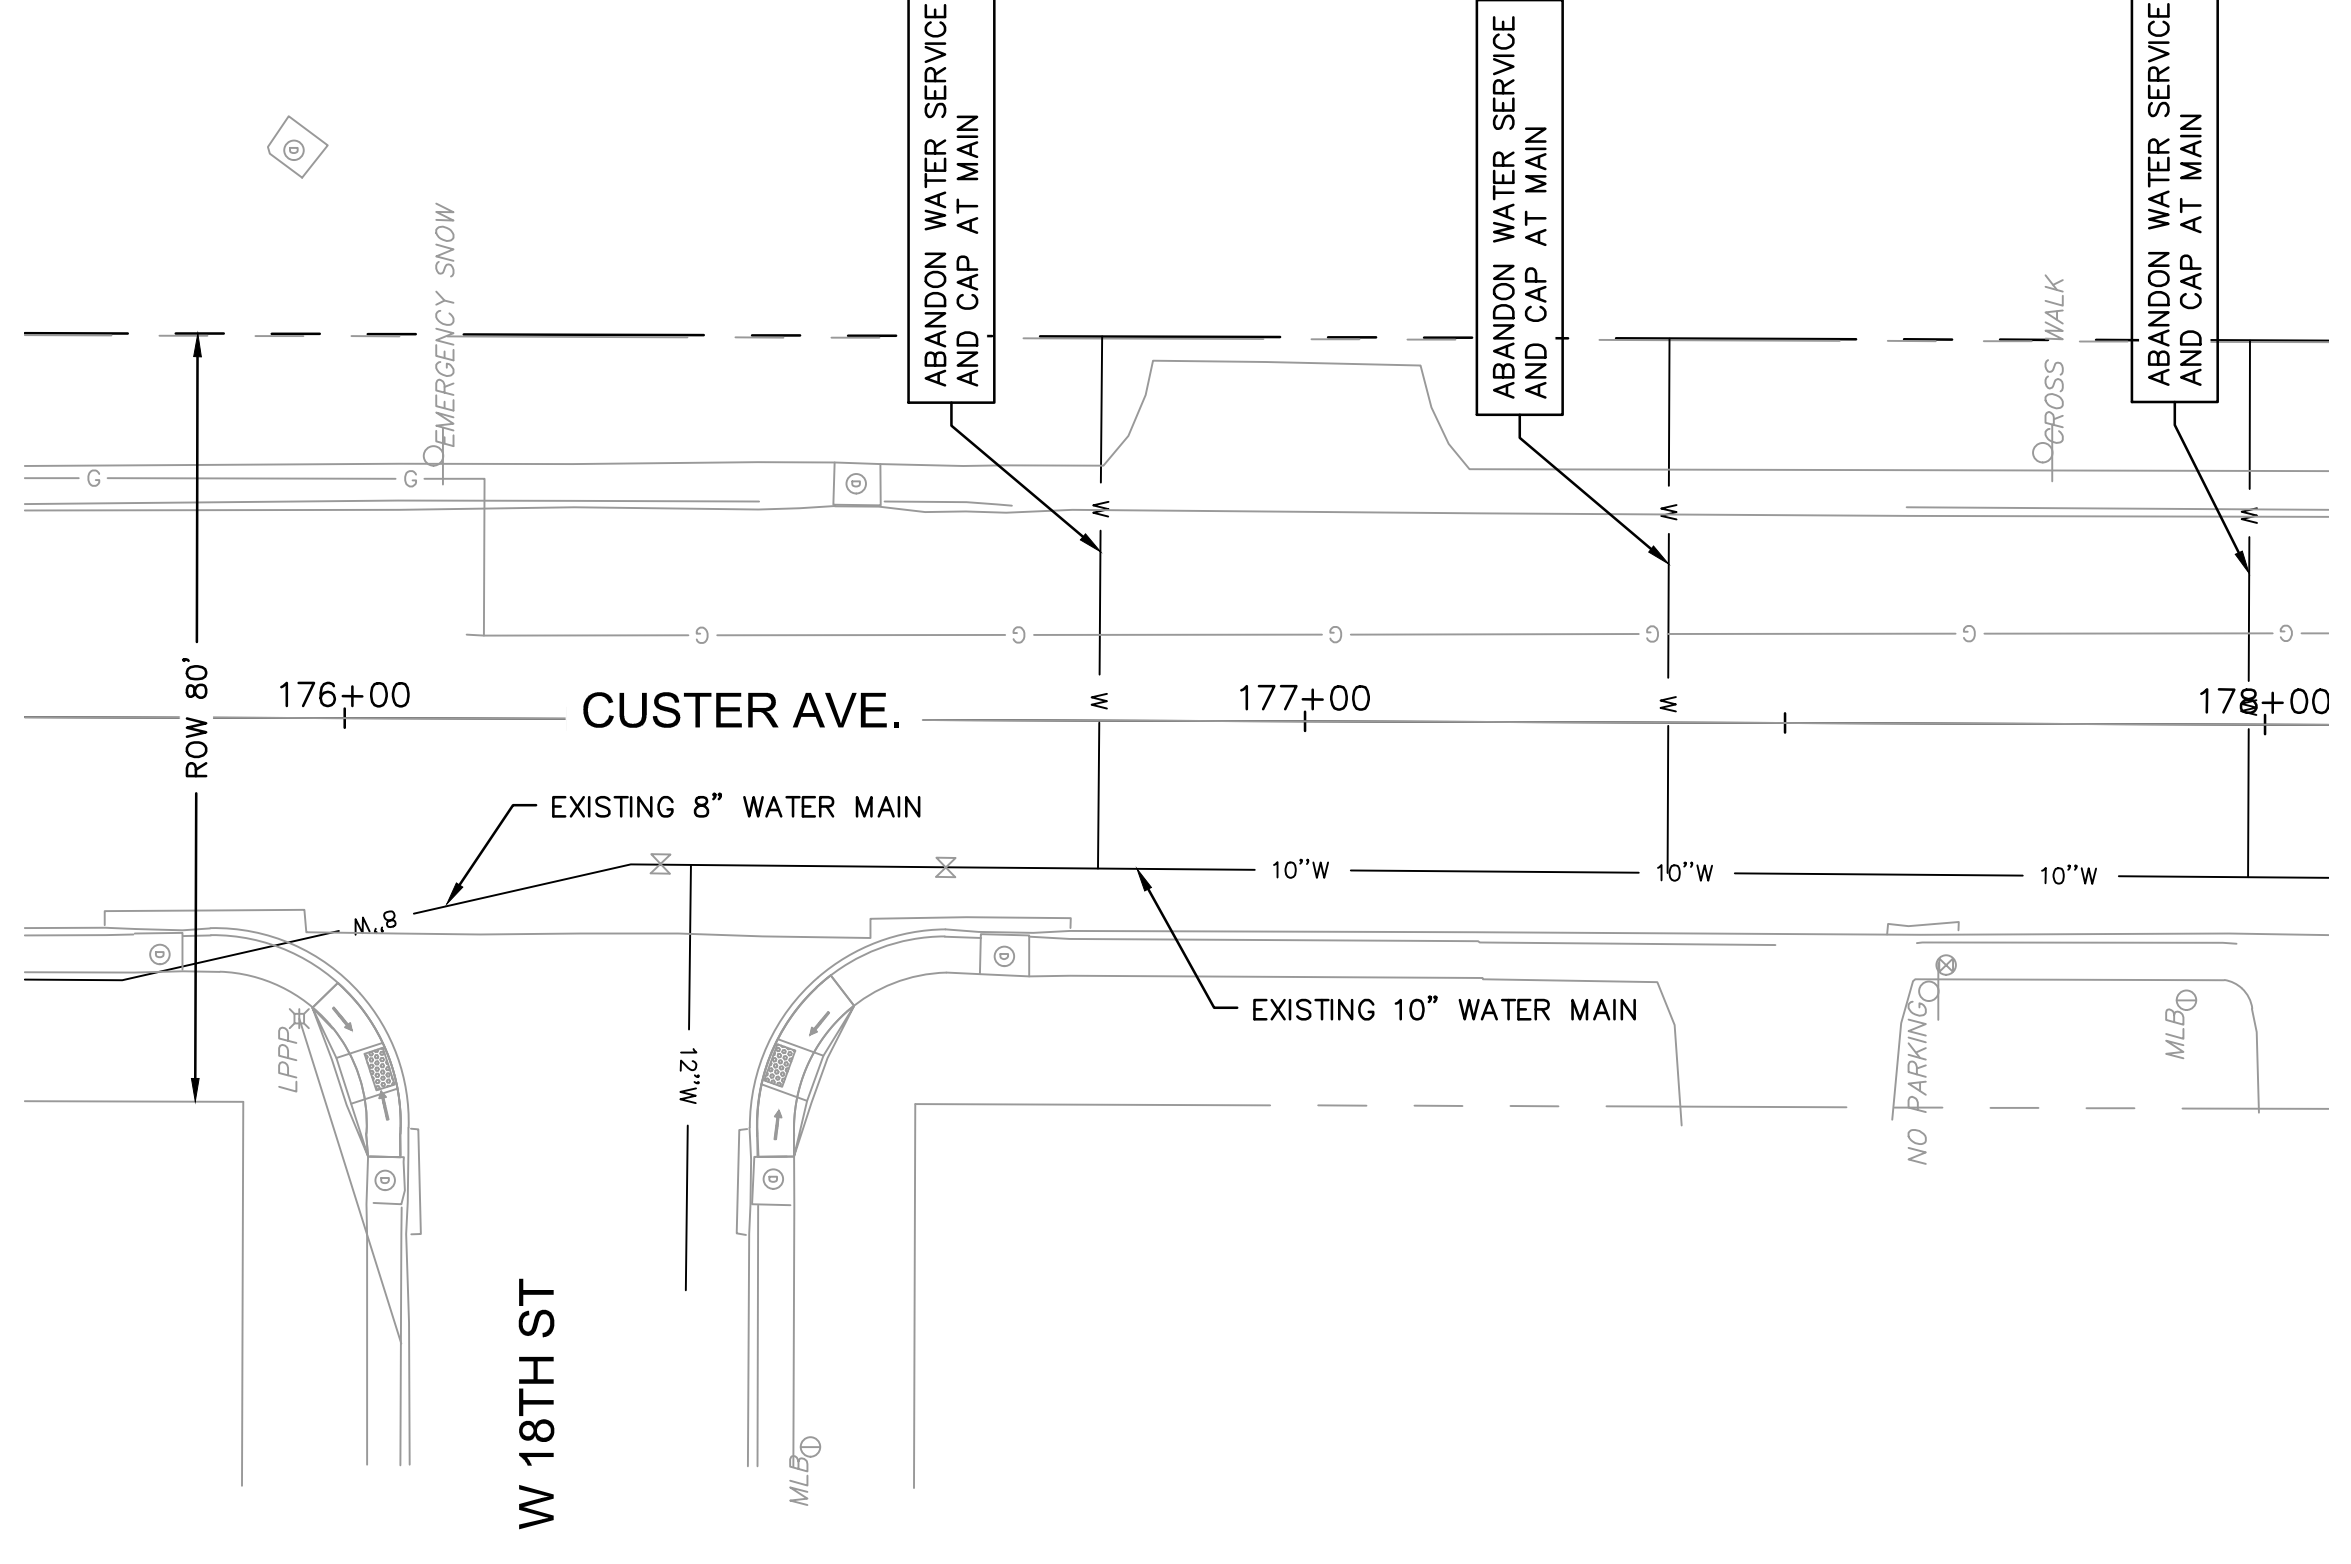 ABANDON WATER SERVICE
AND CAP AT MAIN
ABANDON WATER SERVICE
AND CAP AT MAIN
ABANDON WATER SERVICE
AND CAP AT MAIN
D
EMERGENCY SNOW
CROSS WALK
G
G
D
W
W
W
G
G
G
G
G
G
ROW 80'
176+00
CUSTER AVE.
177+00
178+00
W
W
W
EXISTING 8" WATER MAIN
10"W
10"W
10"W
8"W
D
D
EXISTING 10" WATER MAIN
LPPP
12"W
NO PARKING
MLB
D
D
W 18TH ST
MLB